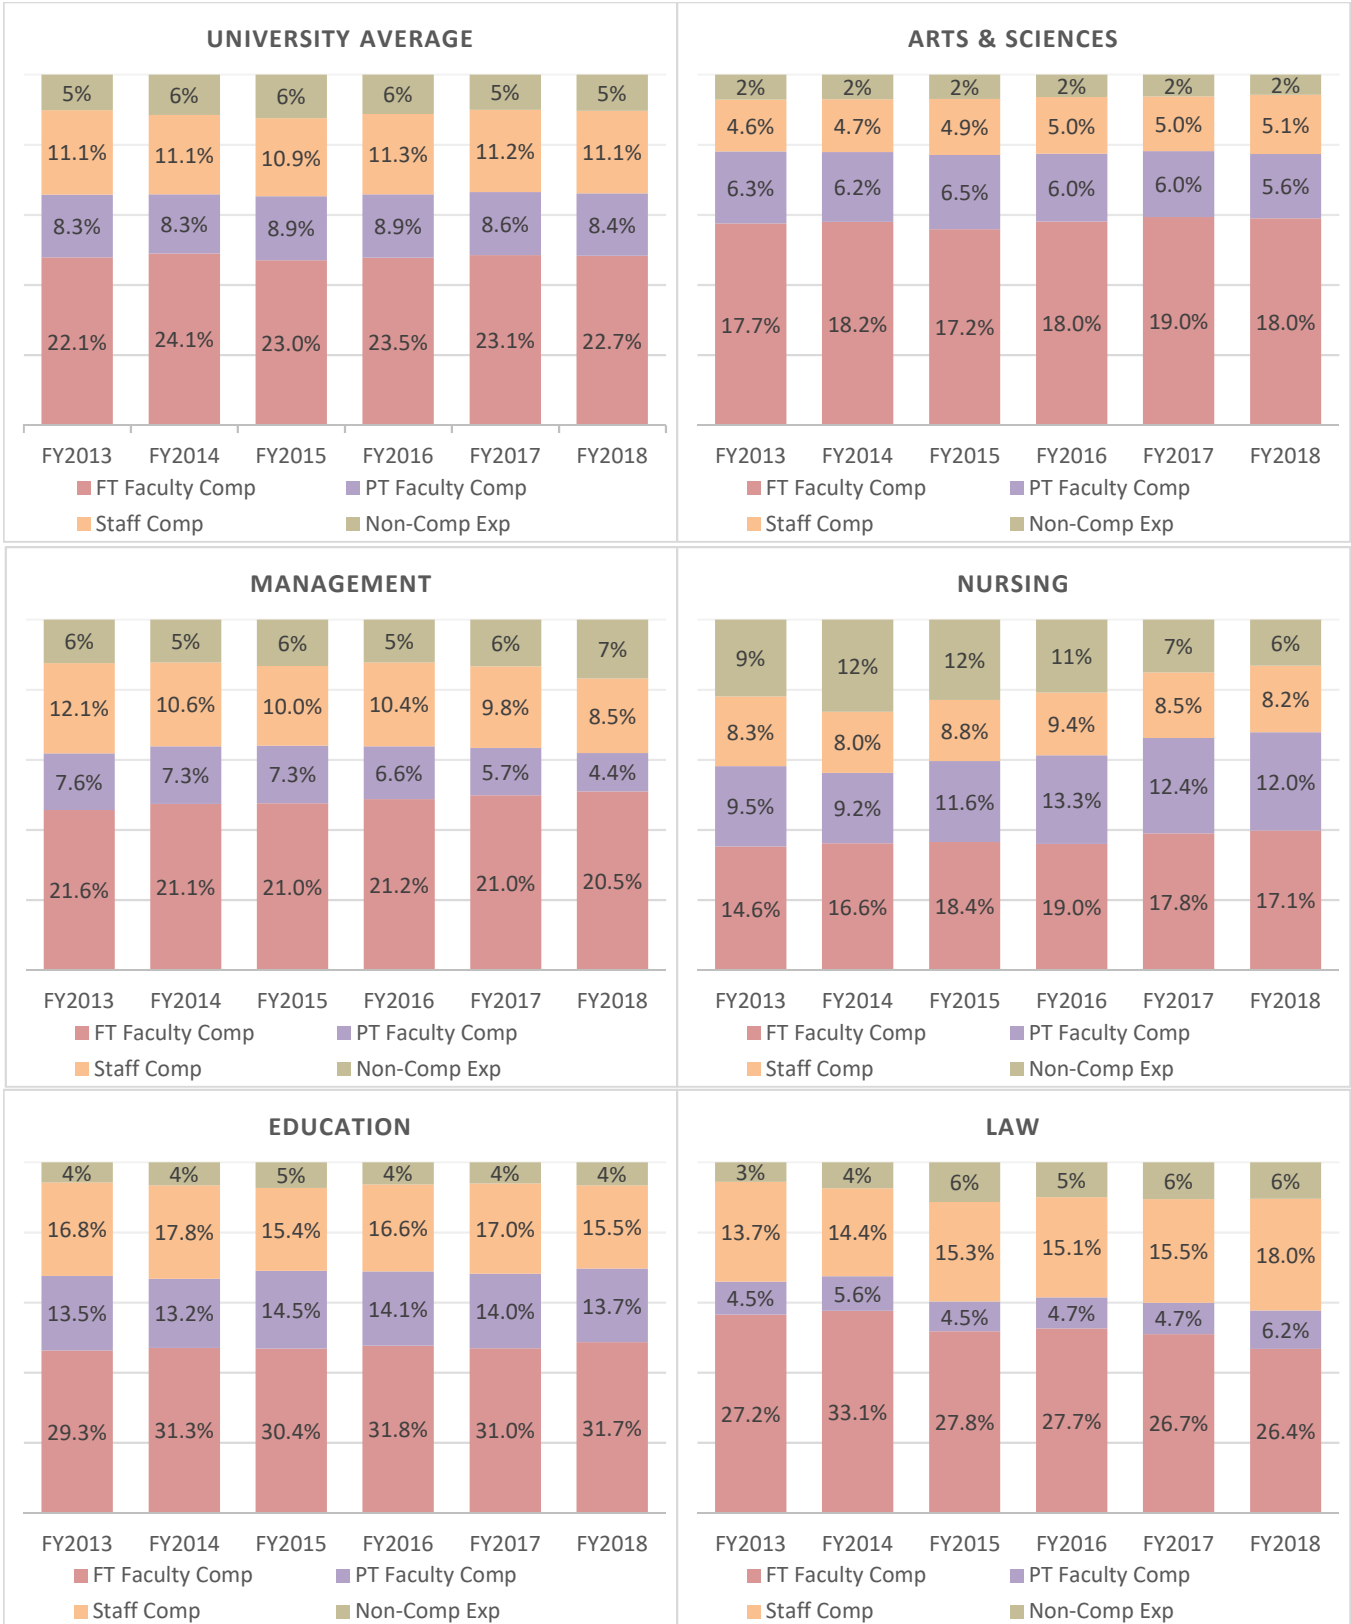 UNIVERSITY AVERAGE
5% 6% 6% 6% 5% 5%
11.1% 11.1% 10.9% 11.3% 11.2% 11.1%
8.3% 8.3% 8.9% 8.9% 8.6% 8.4%
22.1% 24.1% 23.0% 23.5% 23.1% 22.7%
FY2013 FY2014 FY2015 FY2016 FY2017 FY2018
FT Faculty Comp PT Faculty Comp
Staff Comp Non-Comp Exp
ARTS & SCIENCES
2% 2% 2% 2% 2% 2%
4.6% 4.7% 4.9% 5.0% 5.0% 5.1%
6.3% 6.2% 6.5% 6.0% 6.0% 5.6%
17.7% 18.2% 17.2% 18.0% 19.0% 18.0%
FY2013 FY2014 FY2015 FY2016 FY2017 FY2018
FT Faculty Comp PT Faculty Comp
Staff Comp Non-Comp Exp
MANAGEMENT
6% 5% 6% 5% 6% 7%
12.1% 10.6% 10.0% 10.4% 9.8% 8.5%
7.6% 7.3% 7.3% 6.6% 5.7% 4.4%
21.6% 21.1% 21.0% 21.2% 21.0% 20.5%
FY2013 FY2014 FY2015 FY2016 FY2017 FY2018
FT Faculty Comp PT Faculty Comp
Staff Comp Non-Comp Exp
NURSING
9% 12% 12% 11% 7% 6%
8.3% 8.0% 8.8% 9.4% 8.5% 8.2%
9.5% 9.2% 11.6% 13.3% 12.4% 12.0%
14.6% 16.6% 18.4% 19.0% 17.8% 17.1%
FY2013 FY2014 FY2015 FY2016 FY2017 FY2018
FT Faculty Comp PT Faculty Comp
Staff Comp Non-Comp Exp
EDUCATION
4% 4% 5% 4% 4% 4%
16.8% 17.8% 15.4% 16.6% 17.0% 15.5%
13.5% 13.2% 14.5% 14.1% 14.0% 13.7%
29.3% 31.3% 30.4% 31.8% 31.0% 31.7%
FY2013 FY2014 FY2015 FY2016 FY2017 FY2018
FT Faculty Comp PT Faculty Comp
Staff Comp Non-Comp Exp
LAW
3% 4% 6% 5% 6% 6%
13.7% 14.4% 15.3% 15.1% 15.5% 18.0%
4.5% 5.6% 4.5% 4.7% 4.7% 6.2%
27.2% 33.1% 27.8% 27.7% 26.7% 26.4%
FY2013 FY2014 FY2015 FY2016 FY2017 FY2018
FT Faculty Comp PT Faculty Comp
Staff Comp Non-Comp Exp